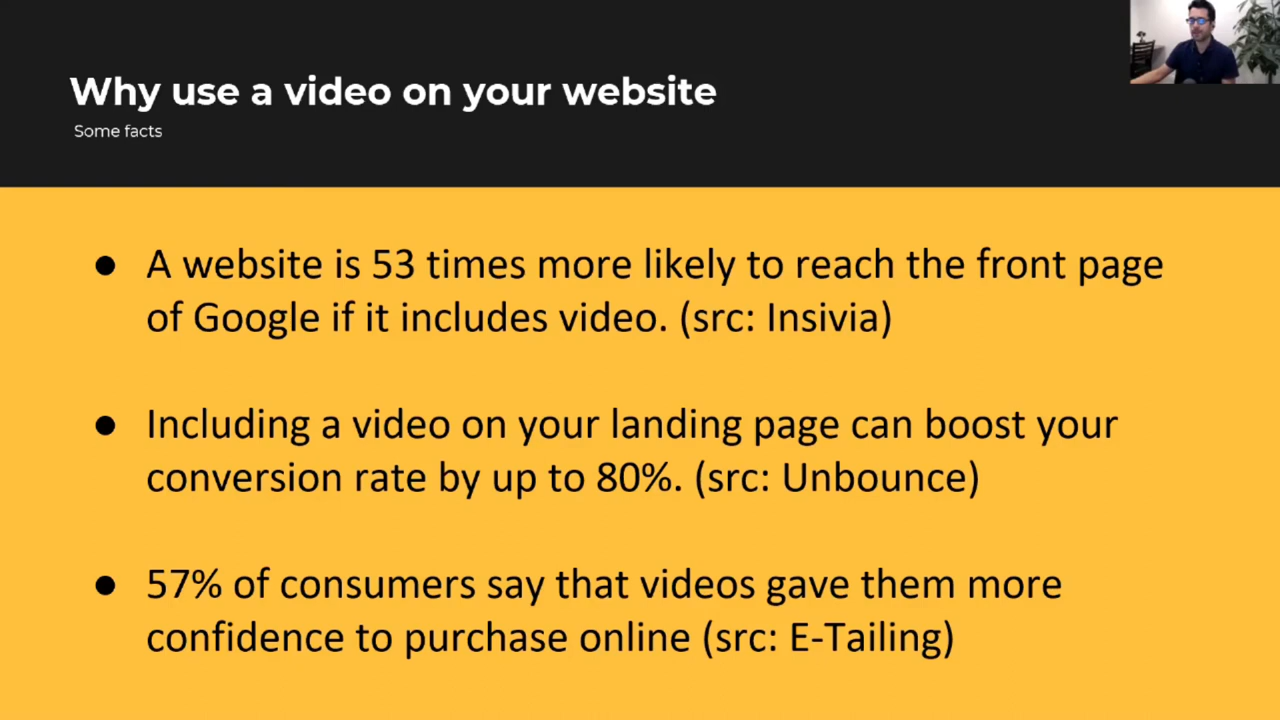 Why use a video on your website
Some facts
● A website is 53 times more likely to reach the front page
of Google if it includes video. (src: Insivia)
● Including a video on your landing page can boost your
conversion rate by up to 80%. (src: Unbounce)
● 57% of consumers say that videos gave them more
confidence to purchase online (src: E-Tailing)